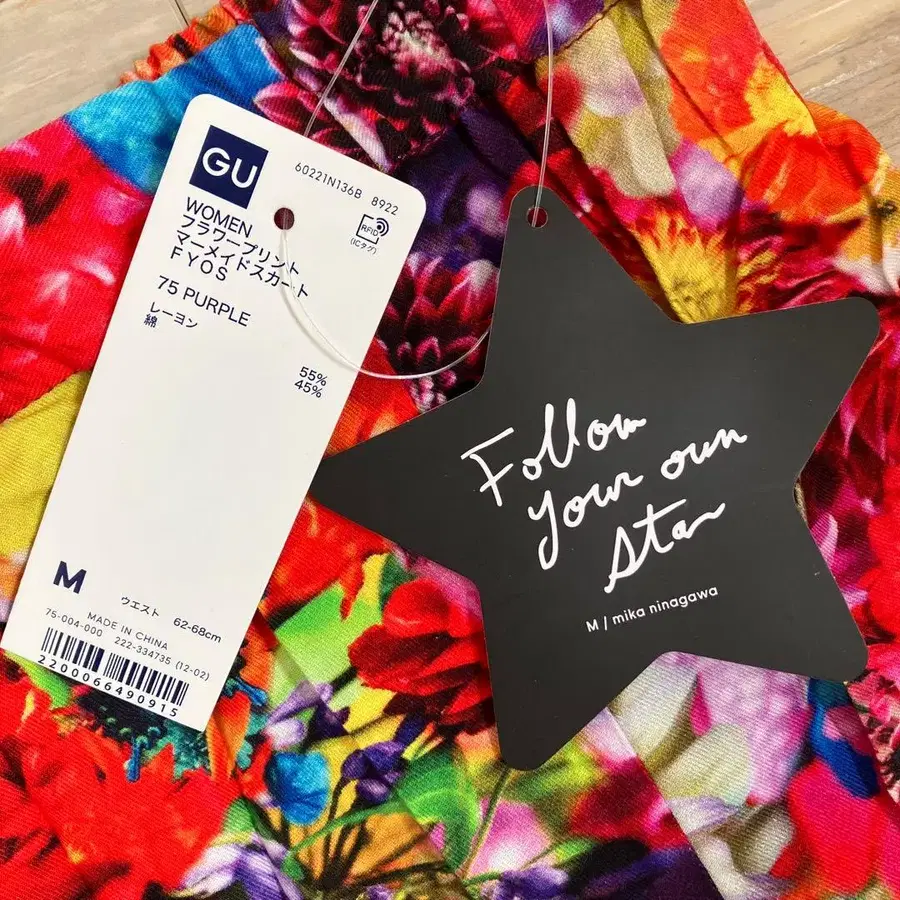 GU
60221N136B 8922
RFID
(ICタグ)
WOMEN
フラワープリント
マーメイドスカート
FYOS
75 PURPLE
レーヨン 55%
綿 45%
M
ウエスト 62-68cm
MADE IN CHINA
75-004-000 222-334735 (12-02)
2200066490915
Follow
your own
star
M / mika ninagawa